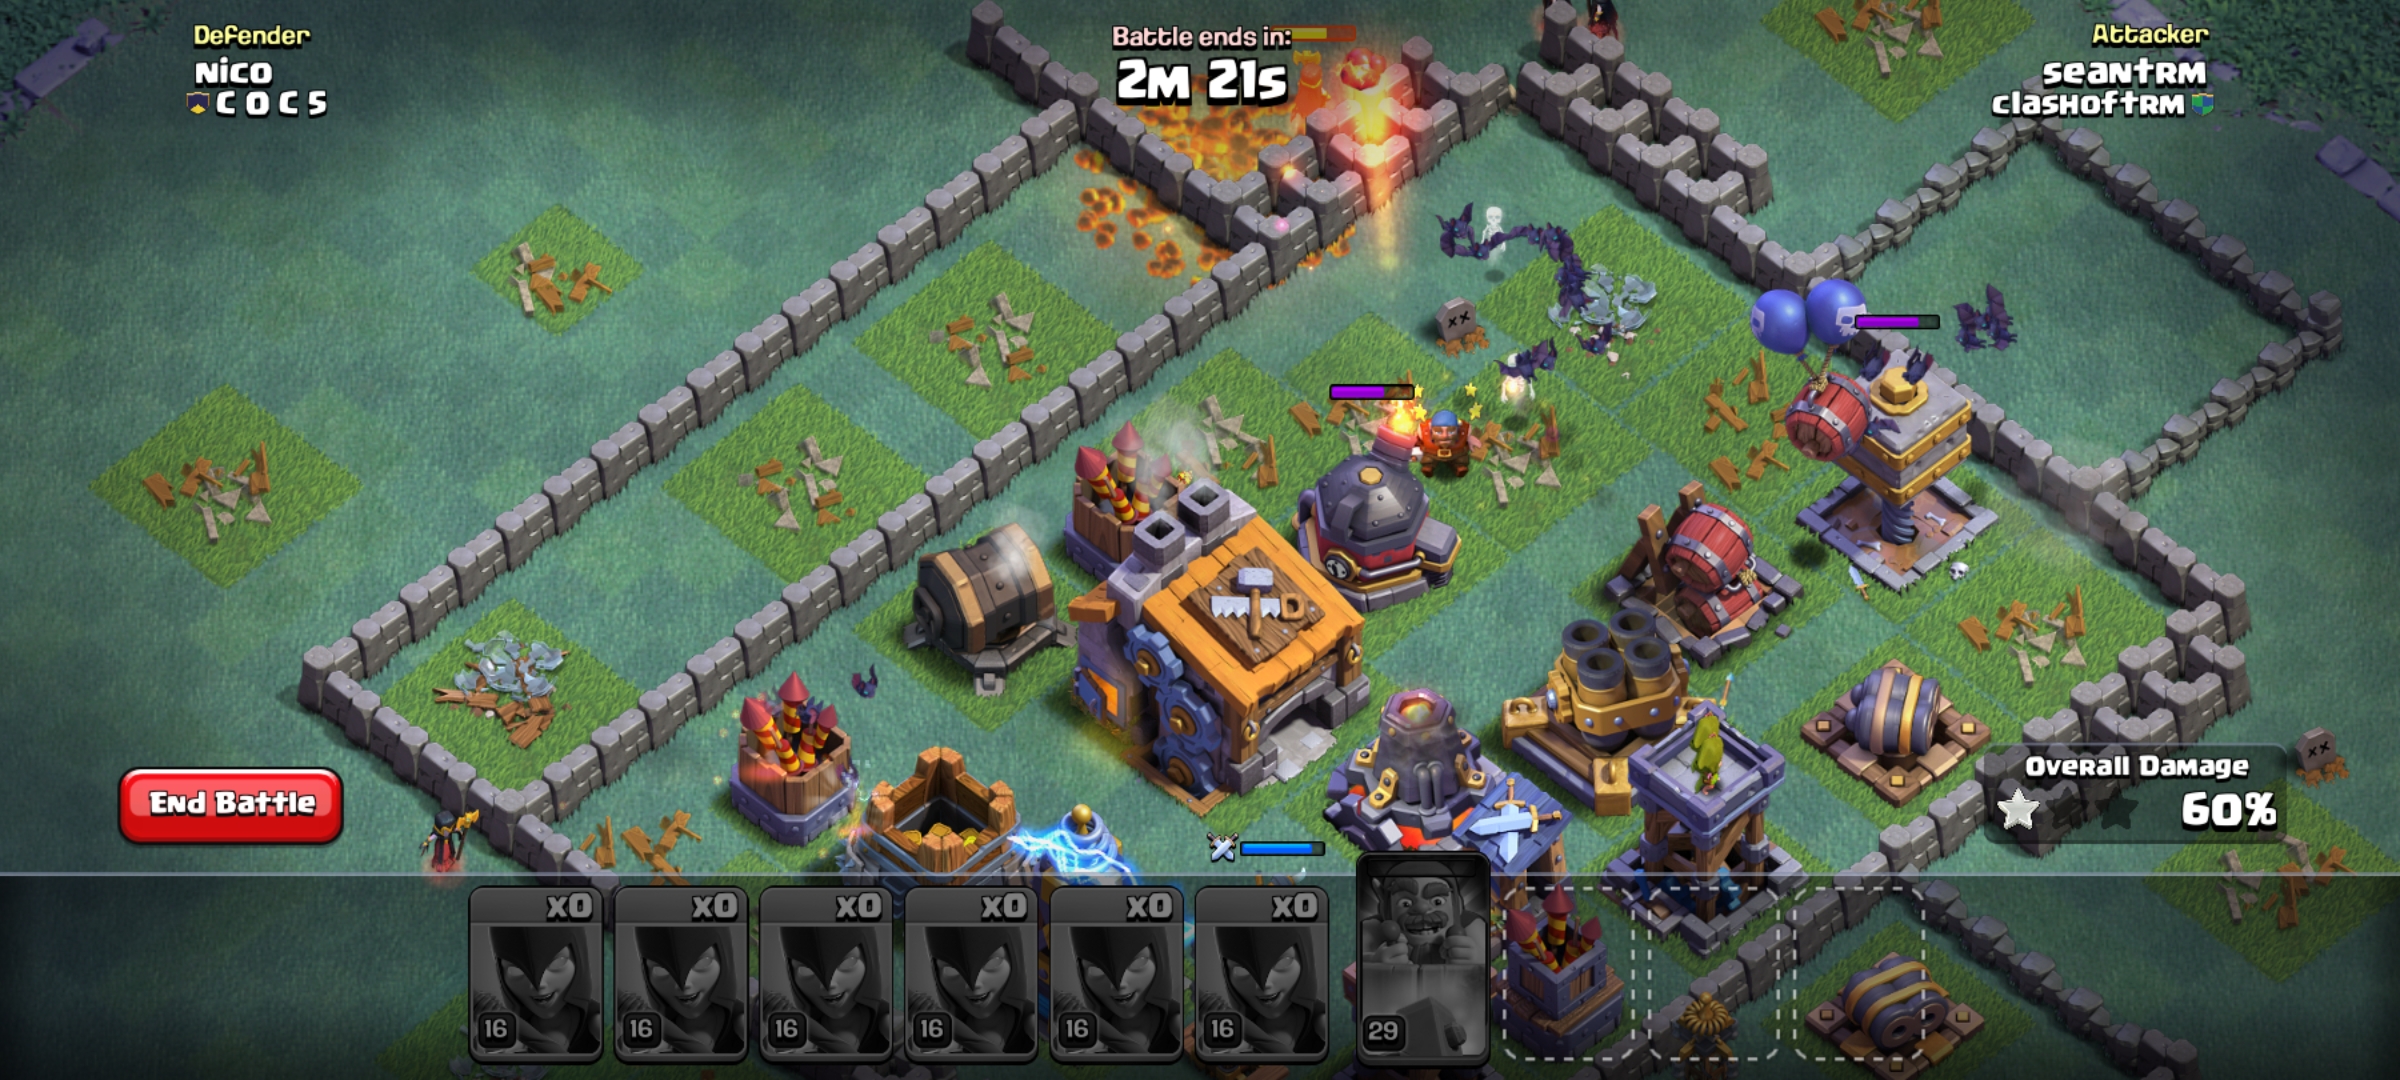 Defender
Nico
C O C 5
Battle ends in:
2M 21S
Attacker
seantrm
clashoftrm
End Battle
Overall Damage
60%
x0
x0
x0
x0
x0
x0
16
16
16
16
16
16
29